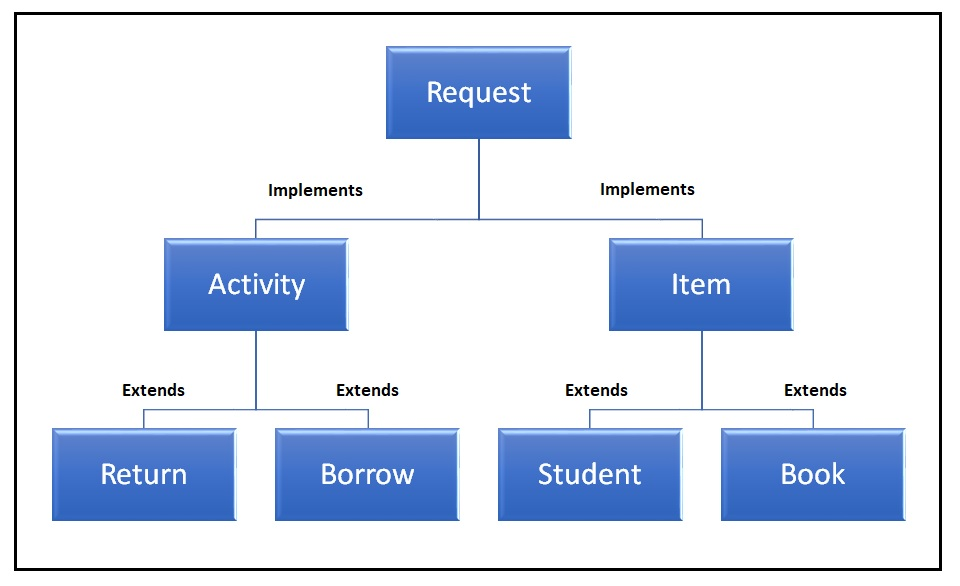 Request
Implements
Implements
Activity
Item
Extends
Extends
Extends
Extends
Return
Borrow
Student
Book